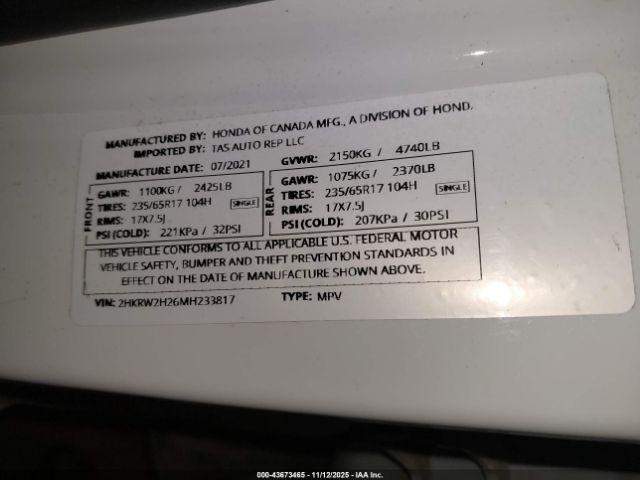 MANUFACTURED BY: HONDA OF CANADA MFG., A DIVISION OF HOND.
IMPORTED BY: TAS AUTO REP LLC
MANUFACTURE DATE: 07/2021
GVWR: 2150KG / 4740LB
FRONT
GAWR: 1100KG / 2425LB
TIRES: 235/65R17 104H SINGLE
RIMS: 17X7.5J
PSI (COLD): 221KPa / 32PSI
REAR
GAWR: 1075KG / 2370LB
TIRES: 235/65R17 104H SINGLE
RIMS: 17X7.5J
PSI (COLD): 207KPa / 30PSI
THIS VEHICLE CONFORMS TO ALL APPLICABLE U.S. FEDERAL MOTOR
VEHICLE SAFETY, BUMPER AND THEFT PREVENTION STANDARDS IN
EFFECT ON THE DATE OF MANUFACTURE SHOWN ABOVE.
VIN: 2HKRW2H26MH233817 TYPE: MPV
000-43673465 - 11/12/2025 - IAA Inc.